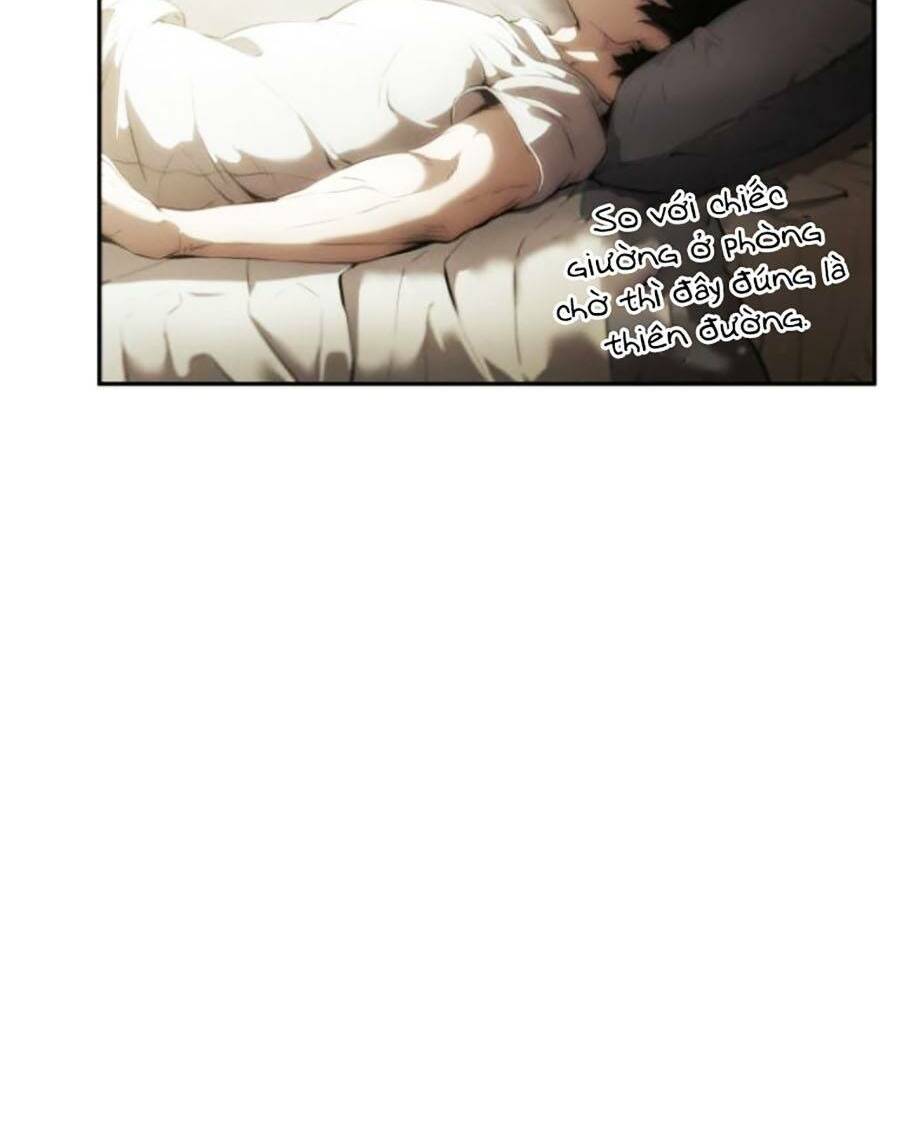 So với chiếc
giường ở phòng
chờ thì đây đúng là
thiên đường.